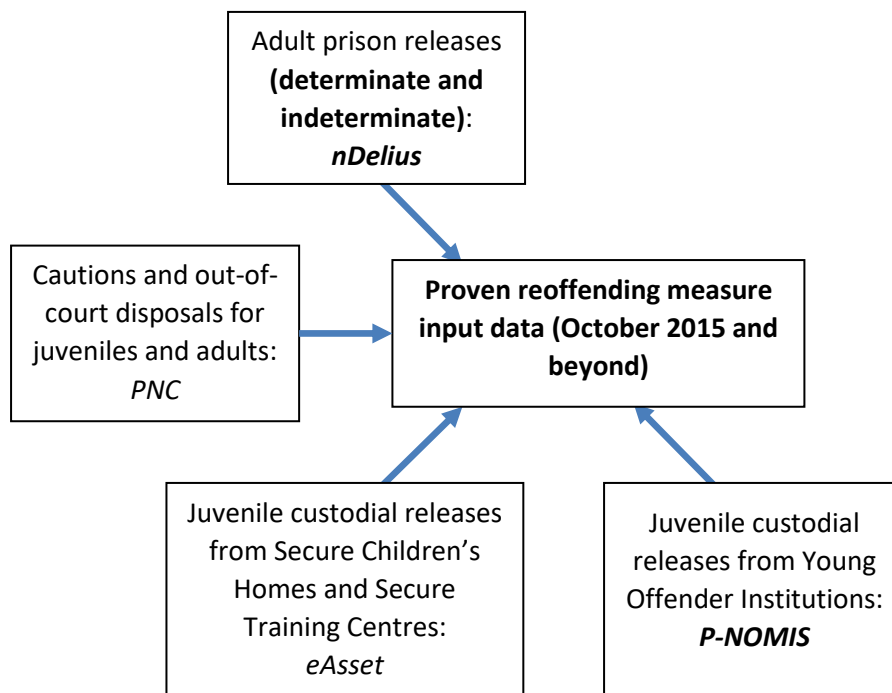 Adult prison releases
(determinate and
indeterminate):
nDelius
Cautions and out-of-
court disposals for
juveniles and adults:
PNC
Proven reoffending measure
input data (October 2015 and
beyond)
Juvenile custodial releases
from Secure Children’s
Homes and Secure
Training Centres:
eAsset
Juvenile custodial
releases from Young
Offender Institutions:
P-NOMIS